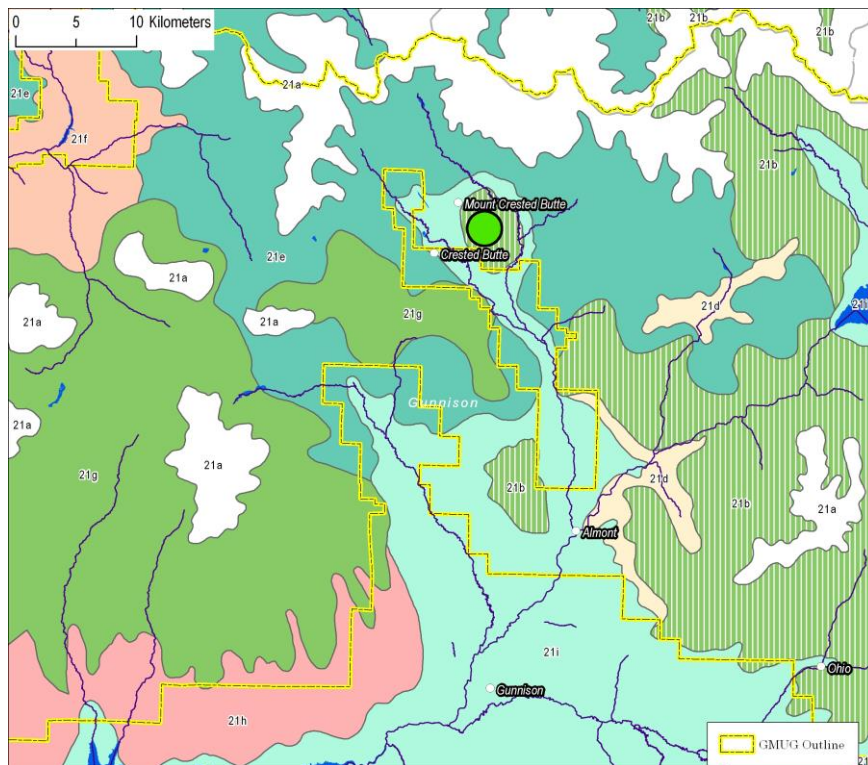 0 5 10 Kilometers
21b
21b
21b
21a
21e
21f
21b
Mount Crested Butte
21e
Crested Butte
21a
21d
21a
21g
21a
Gunnison
21a
21g
21a
21b
21d
21b
21a
Almont
21i
Ohio
Gunnison
21h
GMUG Outline